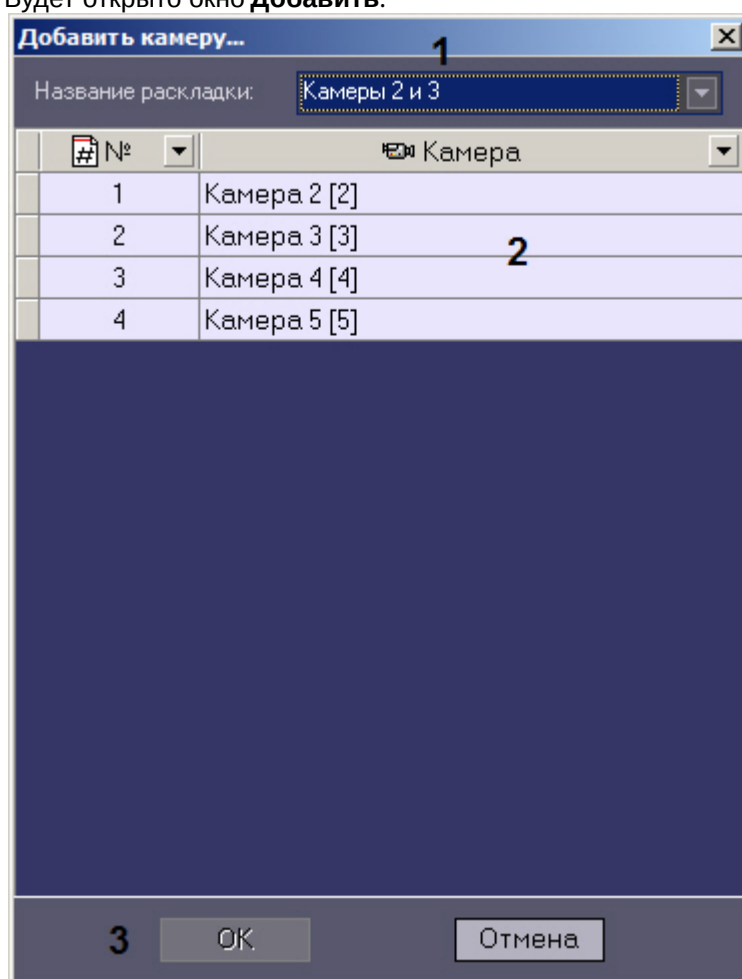 Будет открыто окно Добавить.
Добавить камеру...
1
Название раскладки: Камеры 2 и 3
№ Камера
1 Камера 2 [2]
2 Камера 3 [3]
2
3 Камера 4 [4]
4 Камера 5 [5]
3 OK Отмена